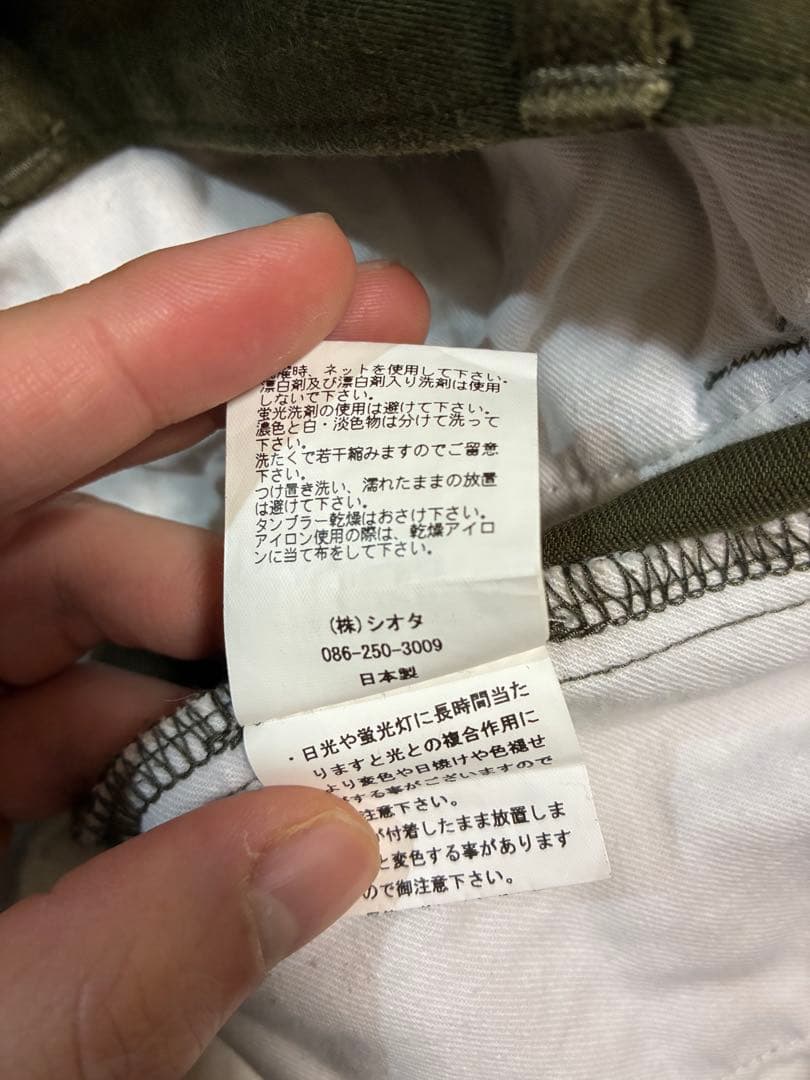 濯時、ネットを使用して下さい。
漂白剤及び漂白剤入り洗剤は使用
しないで下さい。
蛍光洗剤の使用は避けて下さい。
濃色と白・淡色物は分けて洗って
下さい。
洗たくで若干縮みますのでご留意
下さい。
つけ置き洗い、濡れたままの放置
は避けて下さい。
タンブラー乾燥はおさけ下さい。
アイロン使用の際は、乾燥アイロ
ンに当て布をして下さい。
(株)シオタ
086-250-3009
日本製
・日光や蛍光灯に長時間当た
りますと光との複合作用に
より変色や日焼けや色褪せ
する事がございますので
注意下さい。
が付着したまま放置しま
と変色する事があります
ので御注意下さい。